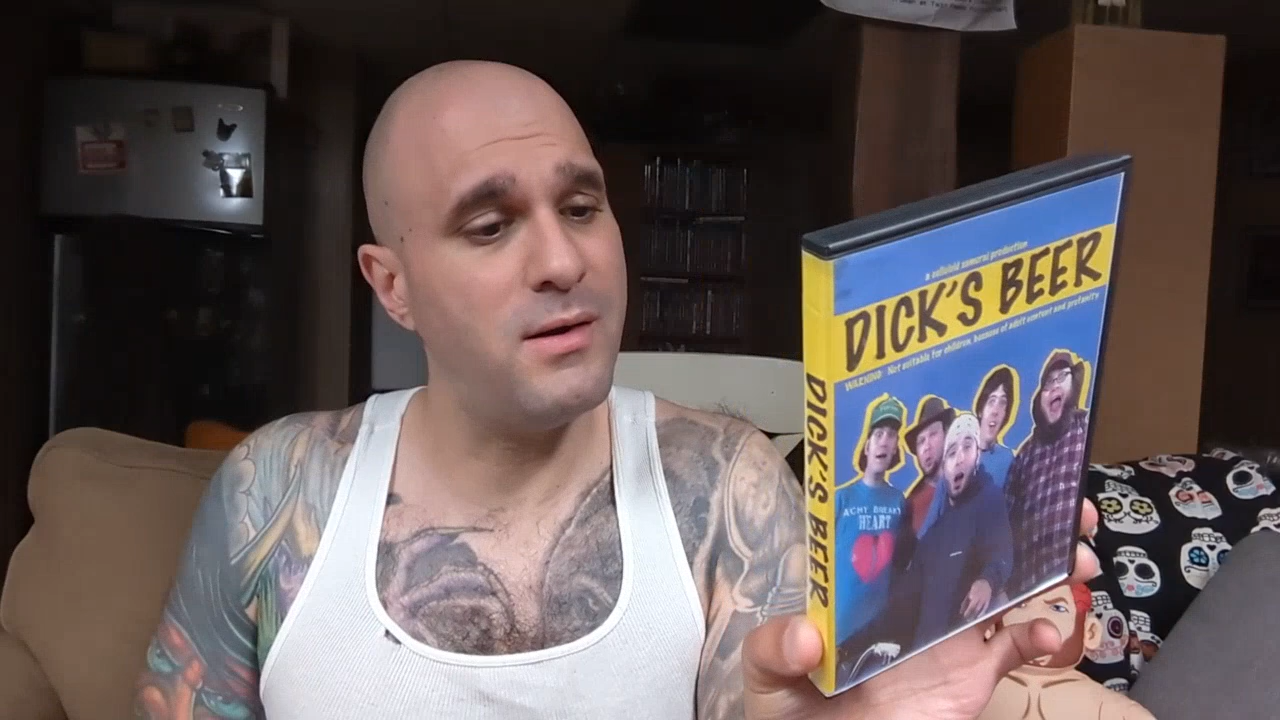 a celluloid samurai production
DICK'S BEER
WARNING: Not suitable for children, because of adult content and profanity
ACHY BREAKY
HEART
DICK'S BEER